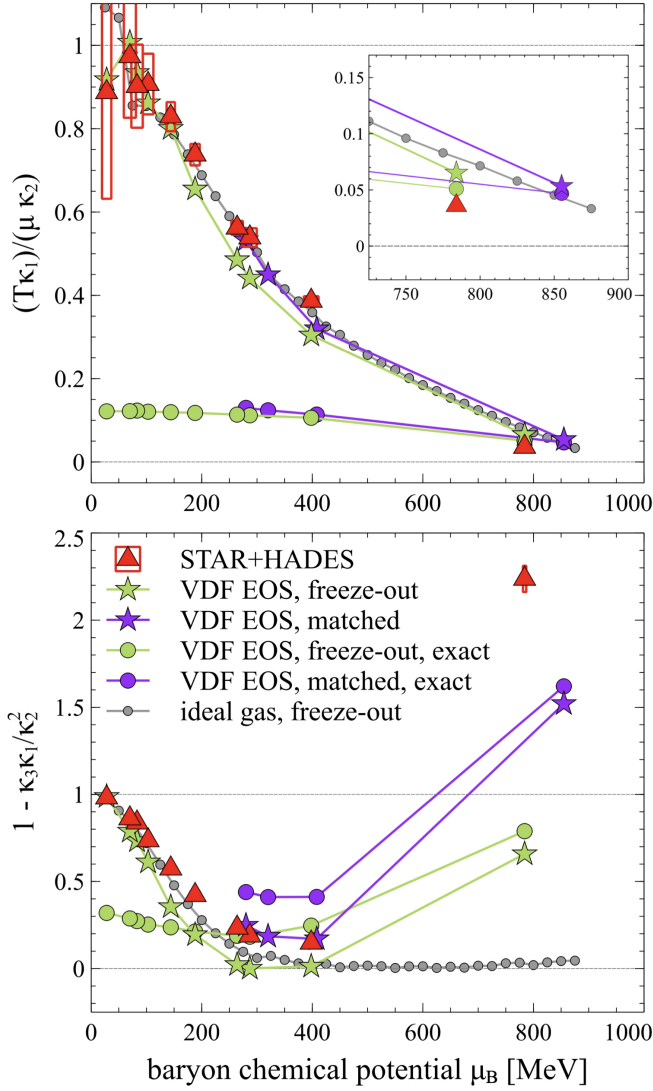 1
0.8
0.6
0.4
0.2
0
(Tκ₁)/(μ κ₂)
0.15
0.1
0.05
0
750 800 850 900
0 200 400 600 800 1000
2.5
2
1.5
1
0.5
0
1 - κ₃κ₁/κ₂²
STAR+HADES
VDF EOS, freeze-out
VDF EOS, matched
VDF EOS, freeze-out, exact
VDF EOS, matched, exact
ideal gas, freeze-out
0 200 400 600 800 1000
baryon chemical potential μ_B [MeV]